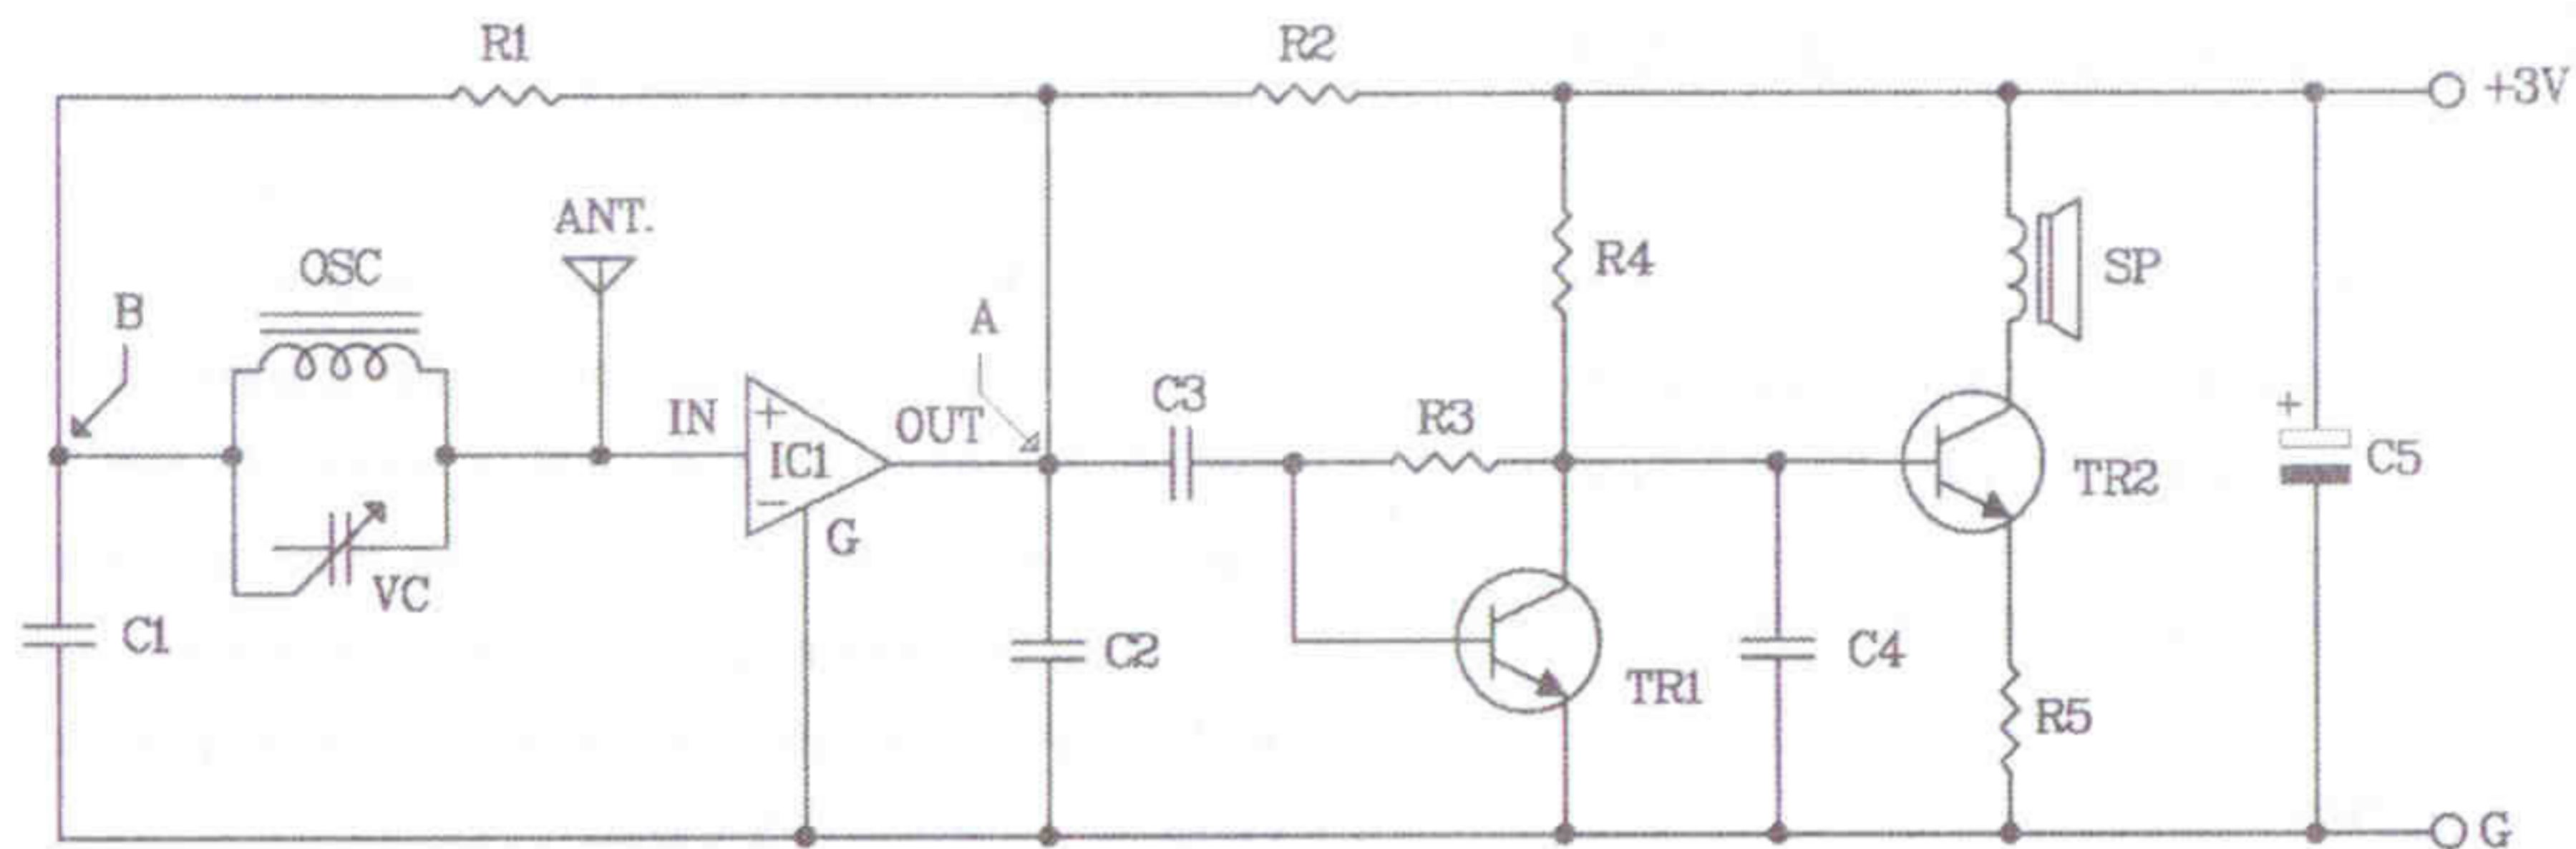 R1
R2
+3V
ANT.
OSC
R4
SP
B
A
IN
+
IC1
−
OUT
C3
R3
+
C5
TR2
G
VC
C1
C2
TR1
C4
R5
G